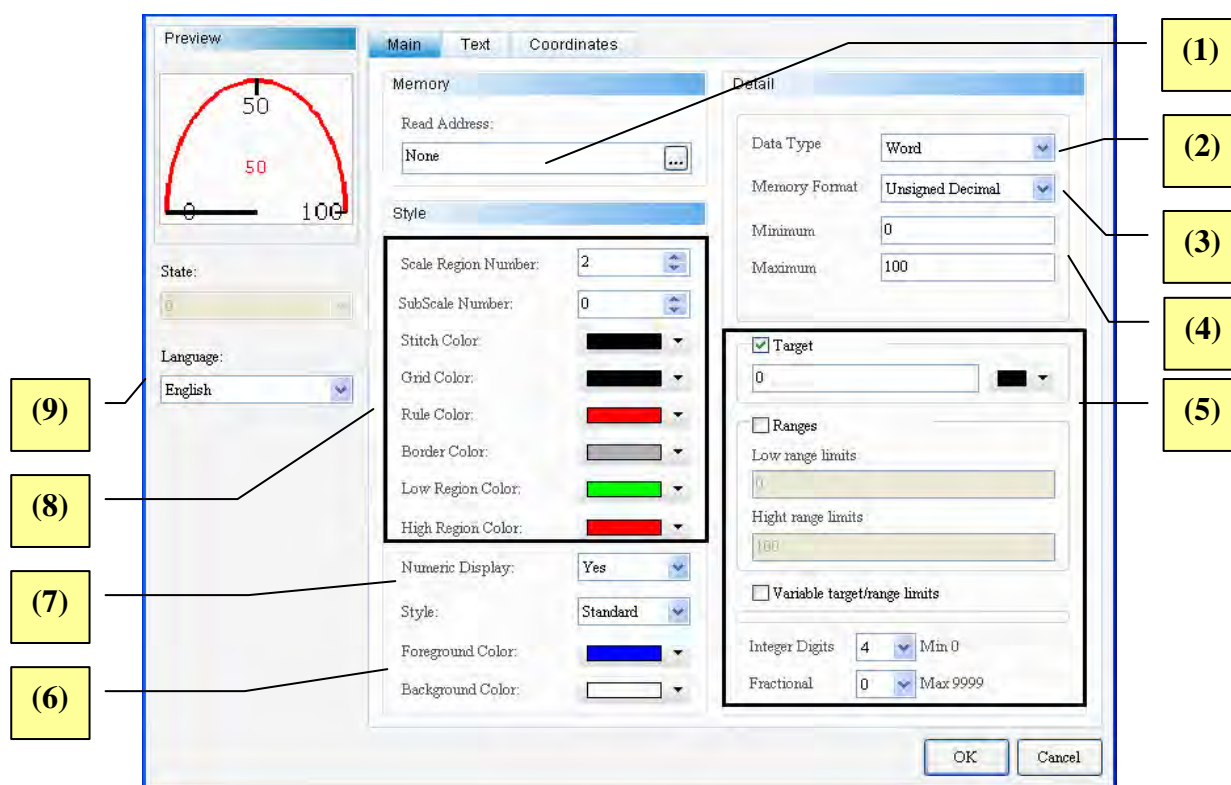 Preview
50
50
0
100
State:
0
Language:
English
Main Text Coordinates
Memory
Read Address:
None
...
Style
Scale Region Number: 2
SubScale Number: 0
Stitch Color:
Grid Color:
Rule Color:
Border Color:
Low Region Color:
High Region Color:
Numeric Display: Yes
Style: Standard
Foreground Color:
Background Color:
Detail
Data Type Word
Memory Format Unsigned Decimal
Minimum 0
Maximum 100
Target
0
Ranges
Low range limits
0
Hight range limits
100
Variable target/range limits
Integer Digits 4 Min 0
Fractional 0 Max 9999
OK Cancel
(1)
(2)
(3)
(4)
(5)
(6)
(7)
(8)
(9)